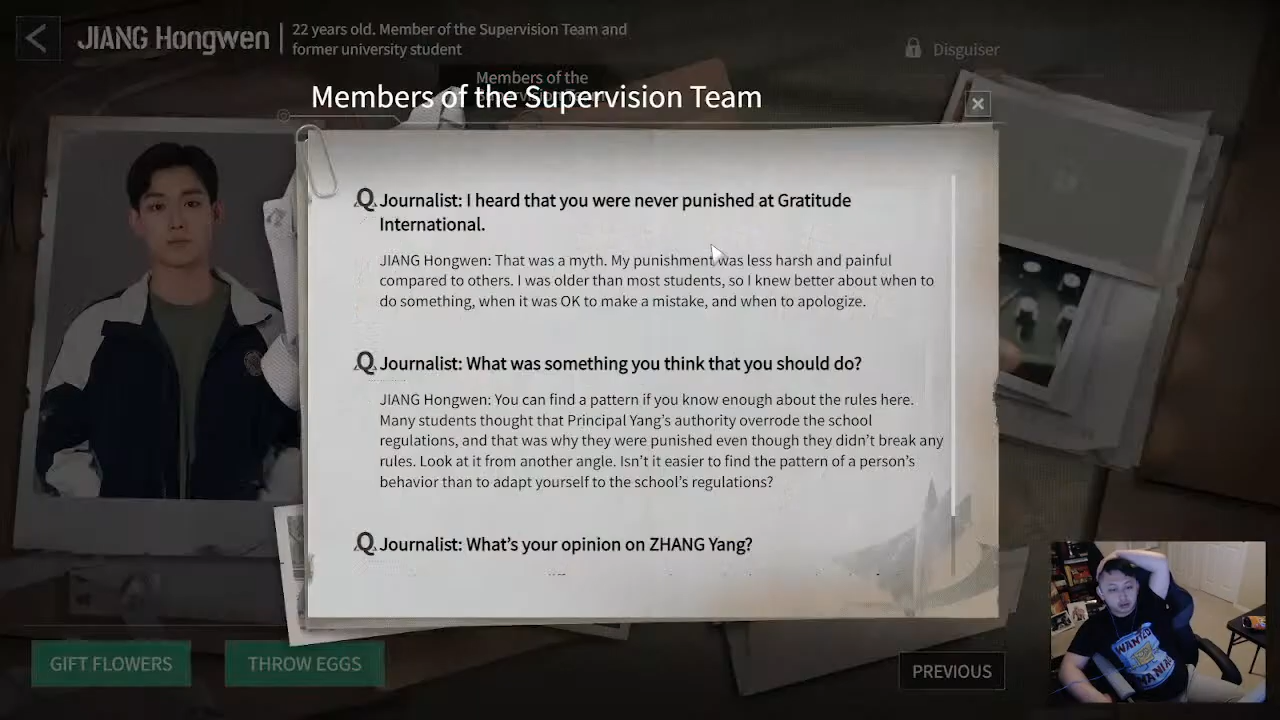 JIANG Hongwen
22 years old. Member of the Supervision Team and
former university student
Disguiser
Members of the
Members of the Supervision Team
Q Journalist: I heard that you were never punished at Gratitude
International.
JIANG Hongwen: That was a myth. My punishment was less harsh and painful
compared to others. I was older than most students, so I knew better about when to
do something, when it was OK to make a mistake, and when to apologize.
Q Journalist: What was something you think that you should do?
JIANG Hongwen: You can find a pattern if you know enough about the rules here.
Many students thought that Principal Yang's authority overrode the school
regulations, and that was why they were punished even though they didn't break any
rules. Look at it from another angle. Isn't it easier to find the pattern of a person's
behavior than to adapt yourself to the school's regulations?
Q Journalist: What's your opinion on ZHANG Yang?
GIFT FLOWERS
THROW EGGS
PREVIOUS